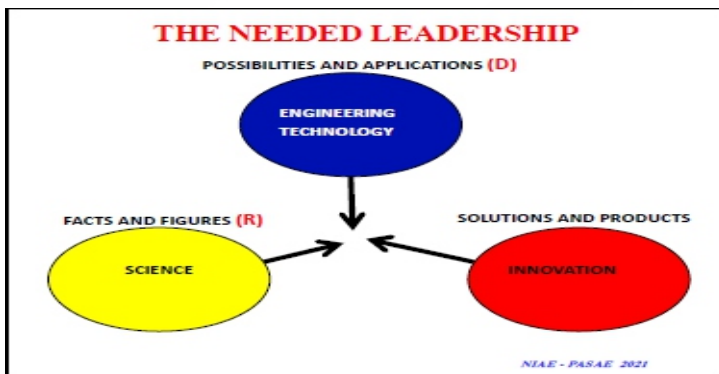 THE NEEDED LEADERSHIP
POSSIBILITIES AND APPLICATIONS (D)
ENGINEERING
TECHNOLOGY
FACTS AND FIGURES (R)
SOLUTIONS AND PRODUCTS
SCIENCE
INNOVATION
NIAE - PASAE 2021